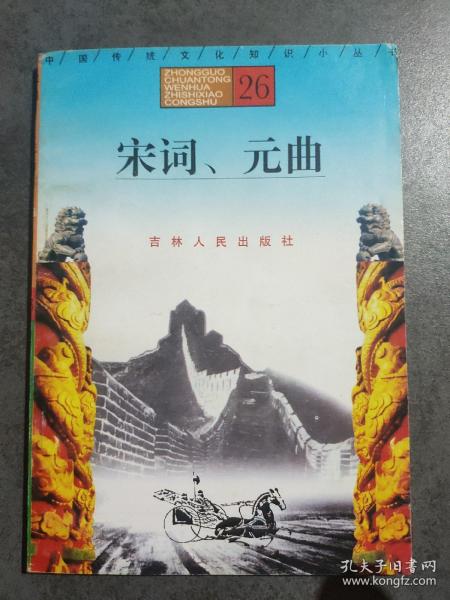 中/国/传/统/文/化/知/识/小/丛/书
ZHONGGUO
CHUANTONG
WENHUA
ZHISHIXIAO
CONGSHU
26
宋词、元曲
吉林人民出版社
孔夫子旧书网
www.kongfz.com